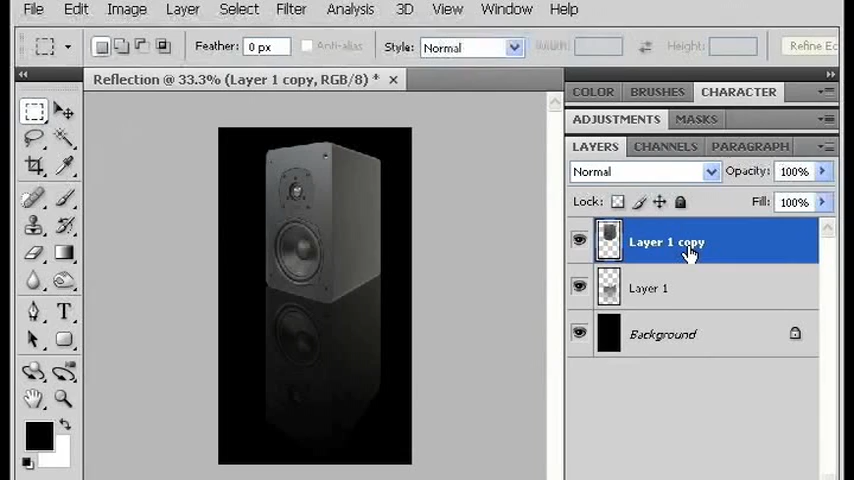 File Edit Image Layer Select Filter Analysis 3D View Window Help
Feather: 0 px Anti-alias Style: Normal Width: Height: Refine
Reflection @ 33.3% (Layer 1 copy, RGB/8) * ×
COLOR BRUSHES CHARACTER
ADJUSTMENTS MASKS
LAYERS CHANNELS PARAGRAPH
Normal Opacity: 100%
Lock: Fill: 100%
Layer 1 copy
Layer 1
Background
T